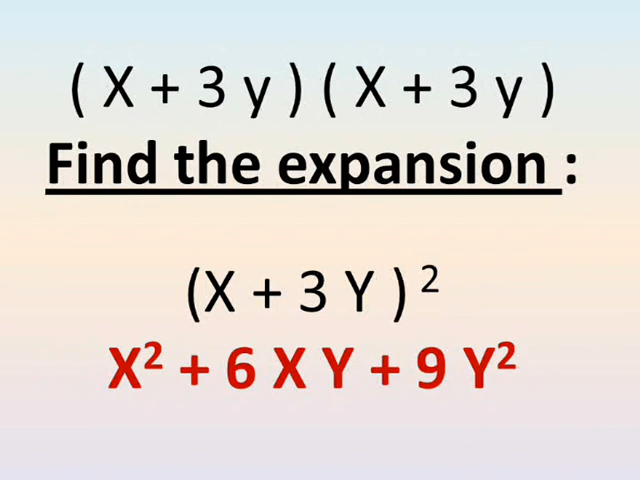 ( X + 3 y ) ( X + 3 y )
Find the expansion :
(X + 3 Y ) ²
X² + 6 X Y + 9 Y²